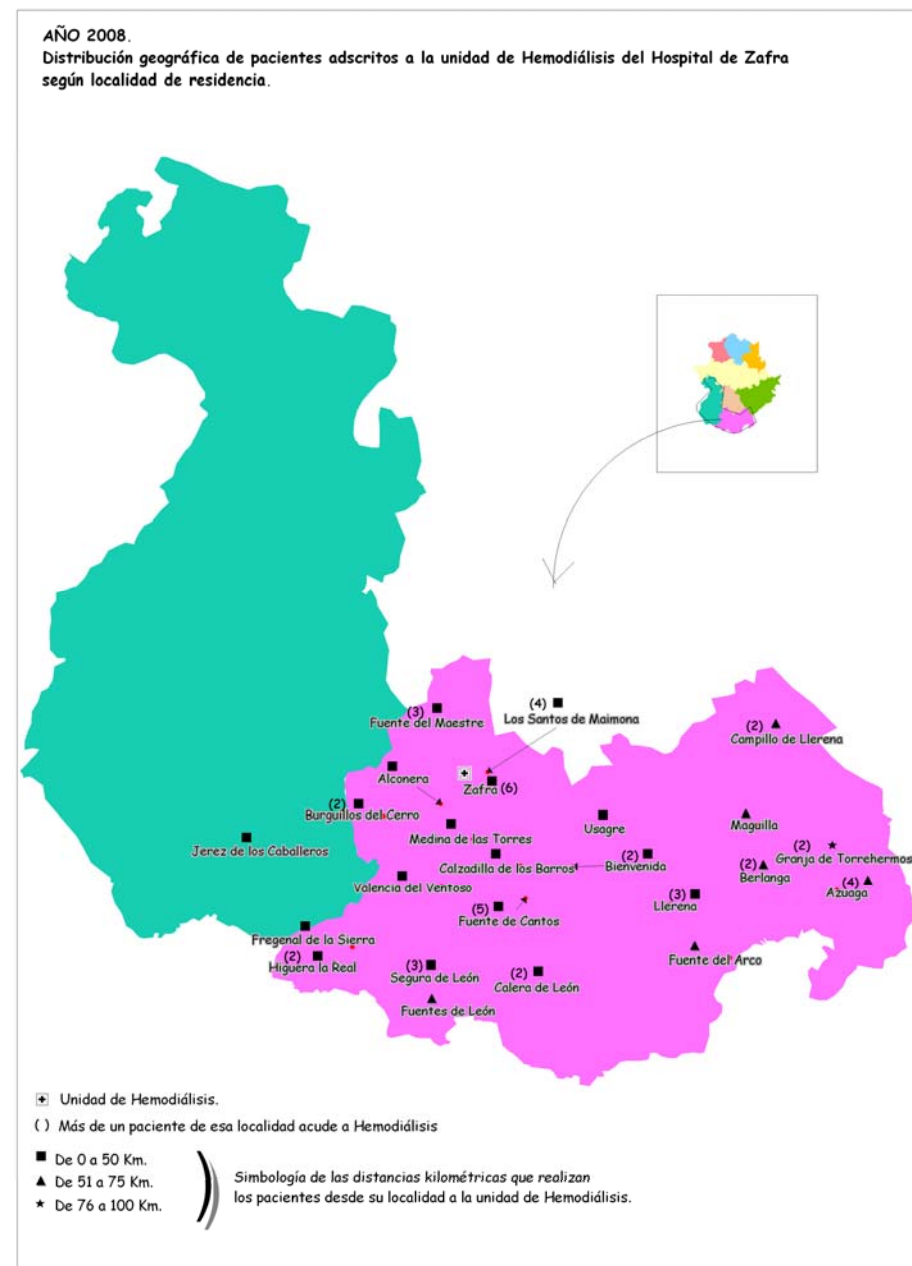 AÑO 2008.
Distribución geográfica de pacientes adscritos a la unidad de Hemodiálisis del Hospital de Zafra
según localidad de residencia.
(3)
Fuente del Maestre
(4)
Los Santos de Maimona
(2)
Campillo de Llerena
Alconera
Zafra (6)
(2)
Burguillos del Cerro
Medina de las Torres
Usagre
Maguilla
Jerez de los Caballeros
Calzadilla de los Barros
(2)
Bienvenida
(2)
Granja de Torrehermos
(2)
Berlanga
(4)
Azuaga
Valencia del Ventoso
(3)
Llerena
(5)
Fuente de Cantos
Fregenal de la Sierra
(2)
Higuera la Real
(3)
Segura de León
(2)
Calera de León
Fuente del Arco
Fuentes de León
Unidad de Hemodiálisis.
( ) Más de un paciente de esa localidad acude a Hemodiálisis
De 0 a 50 Km.
De 51 a 75 Km.
De 76 a 100 Km.
Simbología de las distancias kilométricas que realizan
los pacientes desde su localidad a la unidad de Hemodiálisis.